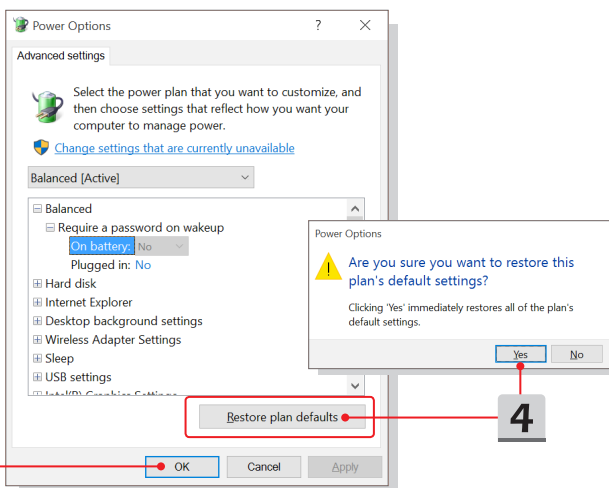 Power Options
?
Advanced settings
Select the power plan that you want to customize, and
then choose settings that reflect how you want your
computer to manage power.
Change settings that are currently unavailable
Balanced [Active]
Balanced
Require a password on wakeup
On battery: No
Plugged in: No
Hard disk
Internet Explorer
Desktop background settings
Wireless Adapter Settings
Sleep
USB settings
Intel(R) Graphics Settings
Restore plan defaults
OK Cancel Apply
Power Options
Are you sure you want to restore this
plan's default settings?
Clicking 'Yes' immediately restores all of the plan's
default settings.
Yes No
4